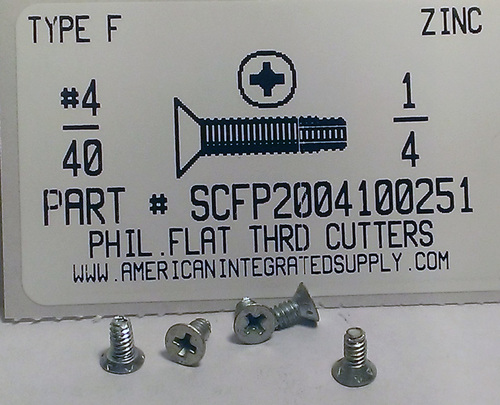 TYPE F
ZINC
#4
40
1
4
PART # SCFP2004100251
PHIL.FLAT THRD CUTTERS
WWW.AMERICANINTEGRATEDSUPPLY.COM